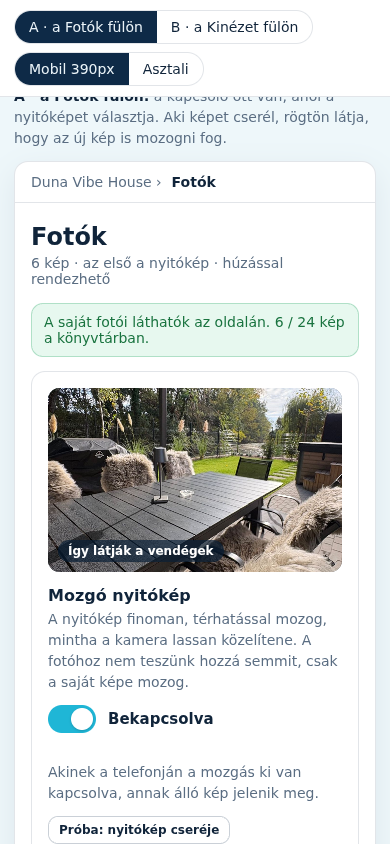 A · a Fotók fülön
B · a Kinézet fülön
Mobil 390px
Asztali
A · a Fotók fülön: a kapcsoló ott van, ahol a
nyitóképet választja. Aki képet cserél, rögtön látja,
hogy az új kép is mozogni fog.
Duna Vibe House › Fotók
Fotók
6 kép · az első a nyitókép · húzással
rendezhető
A saját fotói láthatók az oldalán. 6 / 24 kép
a könyvtárban.
Így látják a vendégek
Mozgó nyitókép
A nyitókép finoman, térhatással mozog,
mintha a kamera lassan közelítene. A
fotóhoz nem teszünk hozzá semmit, csak
a saját képe mozog.
Bekapcsolva
Akinek a telefonján a mozgás ki van
kapcsolva, annak álló kép jelenik meg.
Próba: nyitókép cseréje